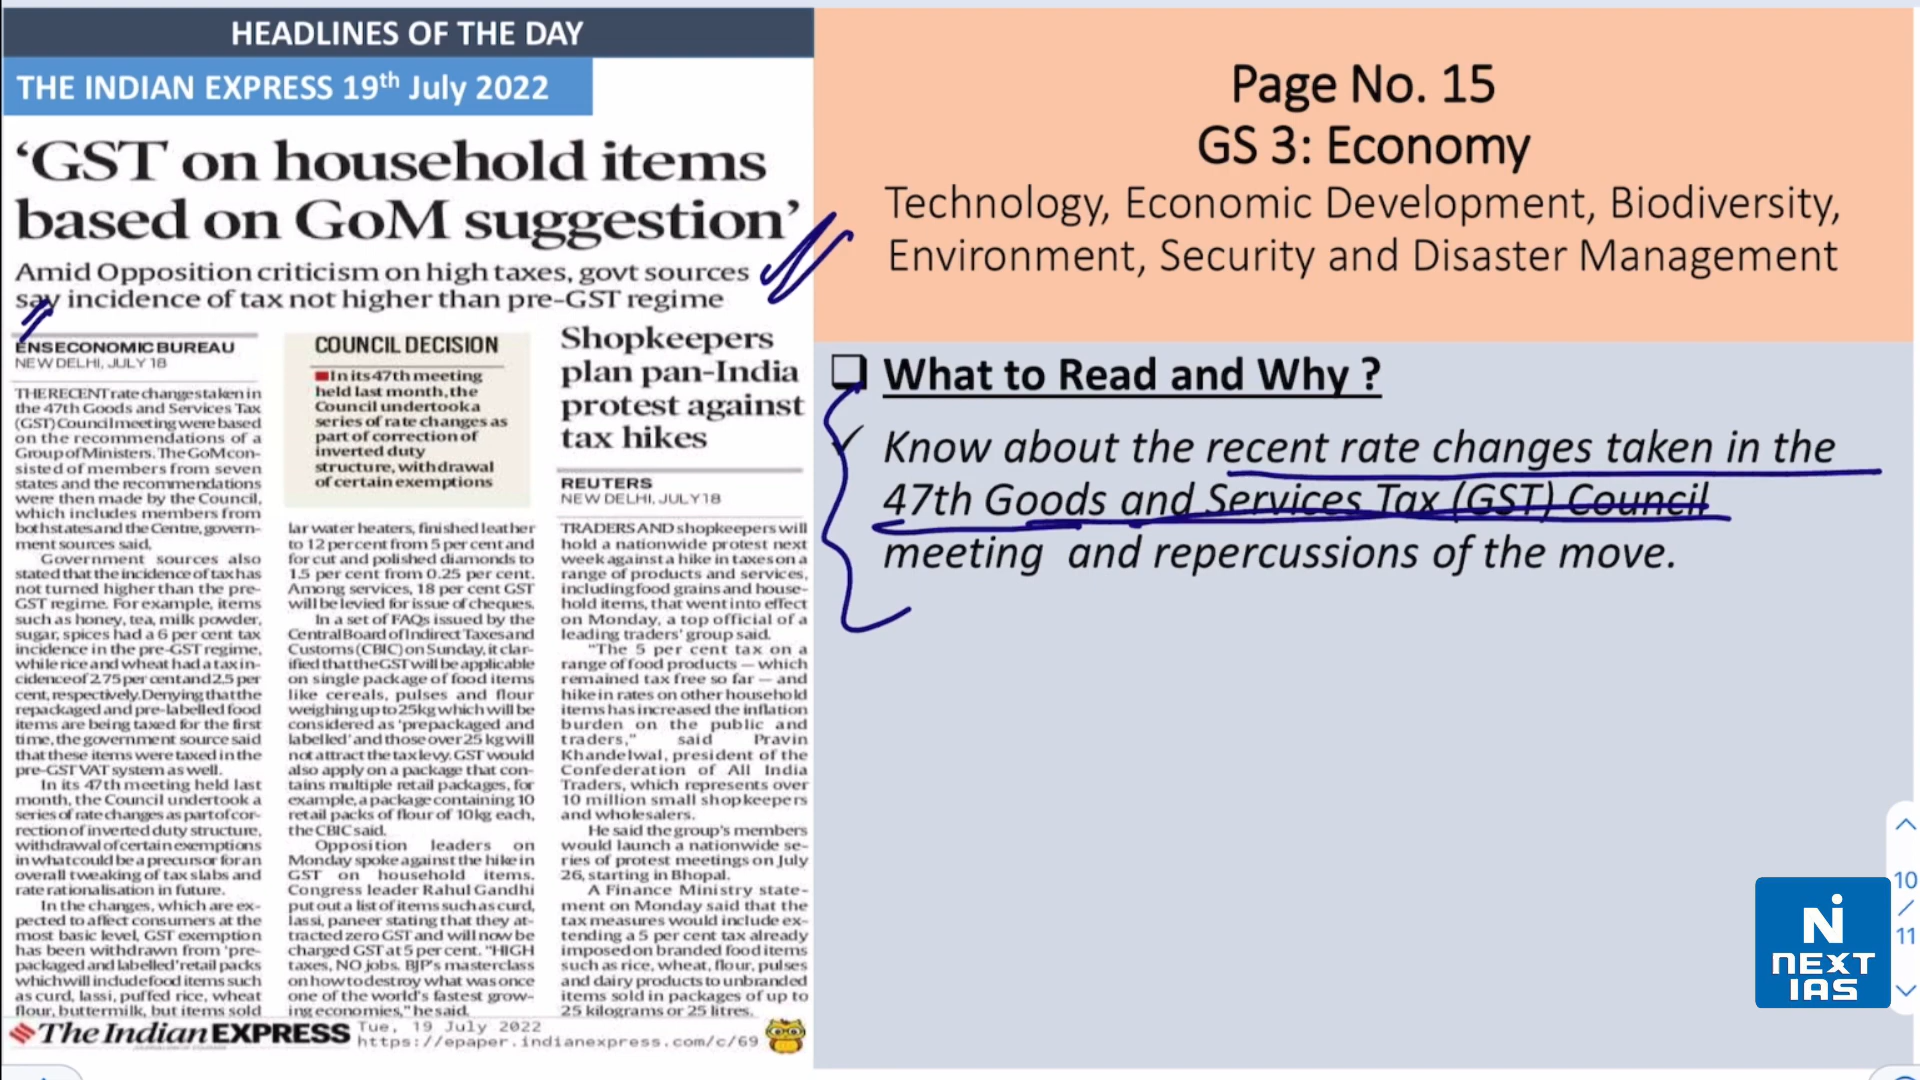 HEADLINES OF THE DAY
THE INDIAN EXPRESS 19th July 2022
‘GST on household items
based on GoM suggestion’
Amid Opposition criticism on high taxes, govt sources
say incidence of tax not higher than pre-GST regime
ENS ECONOMIC BUREAU
NEW DELHI, JULY 18
THE RECENT rate changes taken in
the 47th Goods and Services Tax
(GST) Council meeting were based
on the recommendations of a
Group of Ministers. The GoM con-
sisted of members from seven
states and the recommendations
were then made by the Council,
which includes members from
both states and the Centre, govern-
ment sources said.
Government sources also
stated that the incidence of tax has
not turned higher than the pre-
GST regime. For example, items
such as honey, tea, milk powder,
sugar, spices had a 6 per cent tax
incidence in the pre-GST regime,
while rice and wheat had a tax in-
cidence of 2.75 per cent and 2.5 per
cent, respectively. Denying that the
repackaged and pre-labelled food
items are being taxed for the first
time, the government source said
that these items were taxed in the
pre-GST VAT system as well.
In its 47th meeting held last
month, the Council undertook a
series of rate changes as part of cor-
rection of inverted duty structure,
withdrawal of certain exemptions
in what could be a precursor for an
overall tweaking of tax slabs and
rate rationalisation in future.
In the changes, which are ex-
pected to affect consumers at the
most basic level, GST exemption
has been withdrawn from ‘pre-
packaged and labelled’ retail packs
which will include food items such
as curd, lassi, puffed rice, wheat
flour, buttermilk, but items sold
COUNCIL DECISION
In its 47th meeting
held last month, the
Council undertook a
series of rate changes as
part of correction of
inverted duty
structure, withdrawal
of certain exemptions
lar water heaters, finished leather
to 12 per cent from 5 per cent and
for cut and polished diamonds to
1.5 per cent from 0.25 per cent.
Among services, 18 per cent GST
will be levied for issue of cheques.
In a set of FAQs issued by the
Central Board of Indirect Taxes and
Customs (CBIC) on Sunday, it clar-
ified that the GST will be applicable
on single package of food items
like cereals, pulses and flour
weighing up to 25kg which will be
considered as ‘prepackaged and
labelled’ and those over 25 kg will
not attract the tax levy. GST would
also apply on a package that con-
tains multiple retail packages, for
example, a package containing 10
retail packs of flour of 10 kg each,
the CBIC said.
Opposition leaders on
Monday spoke against the hike in
GST on household items.
Congress leader Rahul Gandhi
put out a list of items such as curd,
lassi, paneer stating that they at-
tracted zero GST and will now be
charged GST at 5 per cent. "HIGH
taxes, NO jobs. BJP's masterclass
on how to destroy what was once
one of the world's fastest grow-
ing economies," he said.
Shopkeepers
plan pan-India
protest against
tax hikes
REUTERS
NEW DELHI, JULY 18
TRADERS AND shopkeepers will
hold a nationwide protest next
week against a hike in taxes on a
range of products and services,
including food grains and house-
hold items, that went into effect
on Monday, a top official of a
leading traders' group said.
"The 5 per cent tax on a
range of food products — which
remained tax free so far — and
hike in rates on other household
items has increased the inflation
burden on the public and
traders," said Pravin
Khandelwal, president of the
Confederation of All India
Traders, which represents over
10 million small shopkeepers
and wholesalers.
He said the group's members
would launch a nationwide se-
ries of protest meetings on July
26, starting in Bhopal.
A Finance Ministry state-
ment on Monday said that the
tax measures would include ex-
tending a 5 per cent tax already
imposed on branded food items
such as rice, wheat, flour, pulses
and dairy products to unbranded
items sold in packages of up to
25 kilograms or 25 litres.
The Indian EXPRESS
Tue, 19 July 2022
https://epaper.indianexpress.com/c/69
Page No. 15
GS 3: Economy
Technology, Economic Development, Biodiversity,
Environment, Security and Disaster Management
What to Read and Why ?
Know about the recent rate changes taken in the
47th Goods and Services Tax (GST) Council
meeting and repercussions of the move.
10
/
11
N
NEXT
IAS